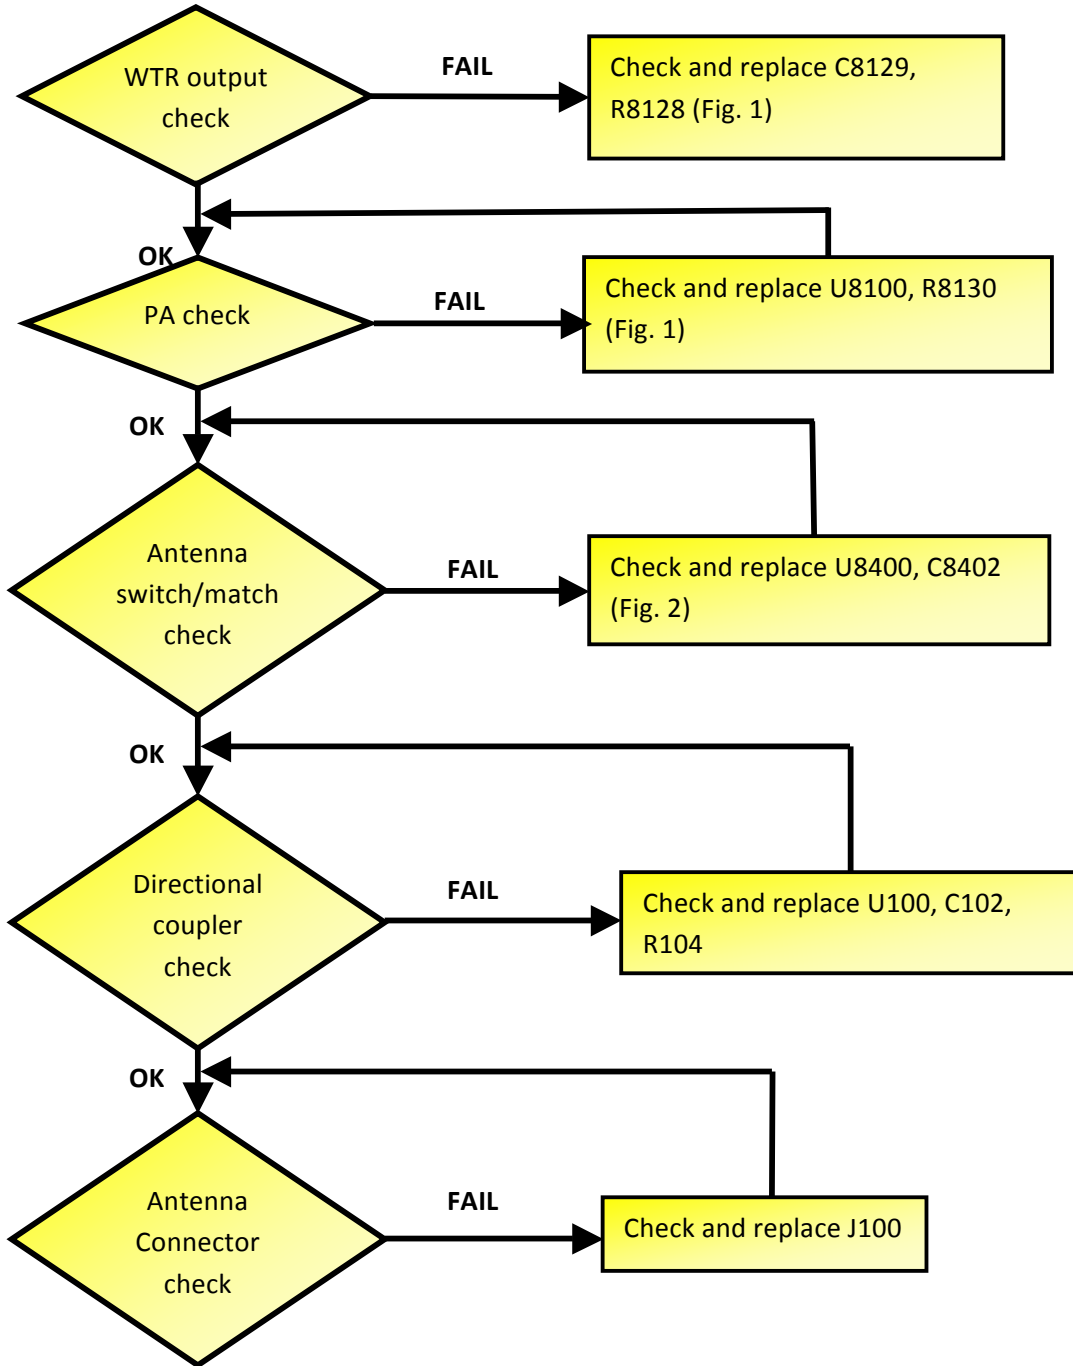 WTR output
check
FAIL
Check and replace C8129,
R8128 (Fig. 1)
OK
PA check
FAIL
Check and replace U8100, R8130
(Fig. 1)
OK
Antenna
switch/match
check
FAIL
Check and replace U8400, C8402
(Fig. 2)
OK
Directional
coupler
check
FAIL
Check and replace U100, C102,
R104
OK
Antenna
Connector
check
FAIL
Check and replace J100